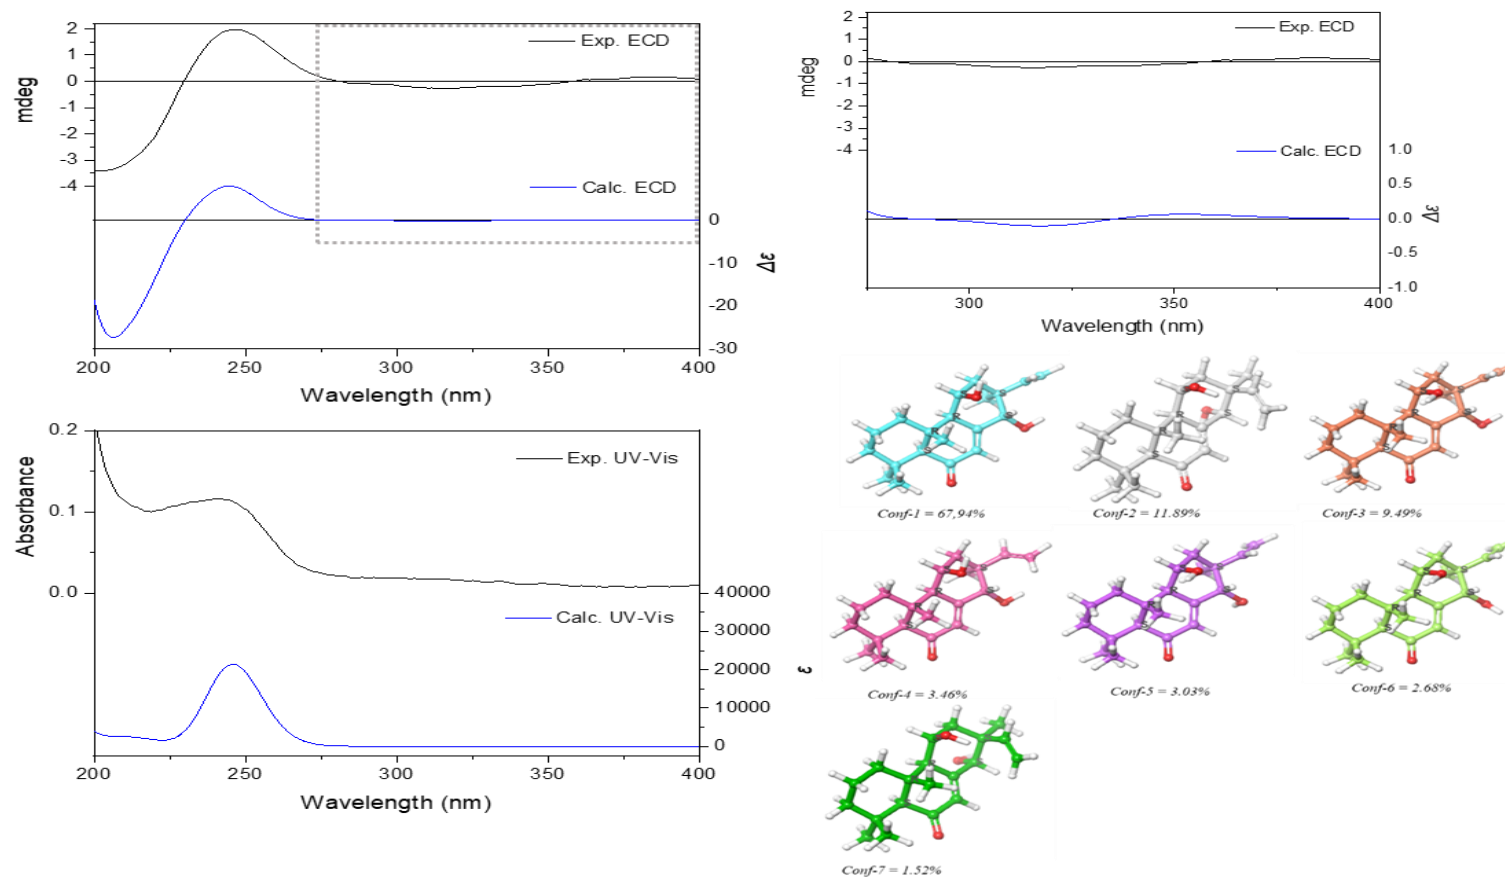 2
1
0
-1
-2
-3
-4
mdeg
Exp. ECD
Calc. ECD
0
-10
-20
-30
Δε
200
250
300
350
400
Wavelength (nm)
2
1
0
-1
-2
-3
-4
mdeg
Exp. ECD
Calc. ECD
1.0
0.5
0.0
-0.5
-1.0
Δε
300
350
400
Wavelength (nm)
0.2
0.1
0.0
Absorbance
Exp. UV-Vis
Calc. UV-Vis
40000
30000
20000
10000
0
ε
200
250
300
350
400
Wavelength (nm)
Conf-1 = 67,94%
Conf-2 = 11.89%
Conf-3 = 9.49%
Conf-4 = 3.46%
Conf-5 = 3.03%
Conf-6 = 2.68%
Conf-7 = 1.52%